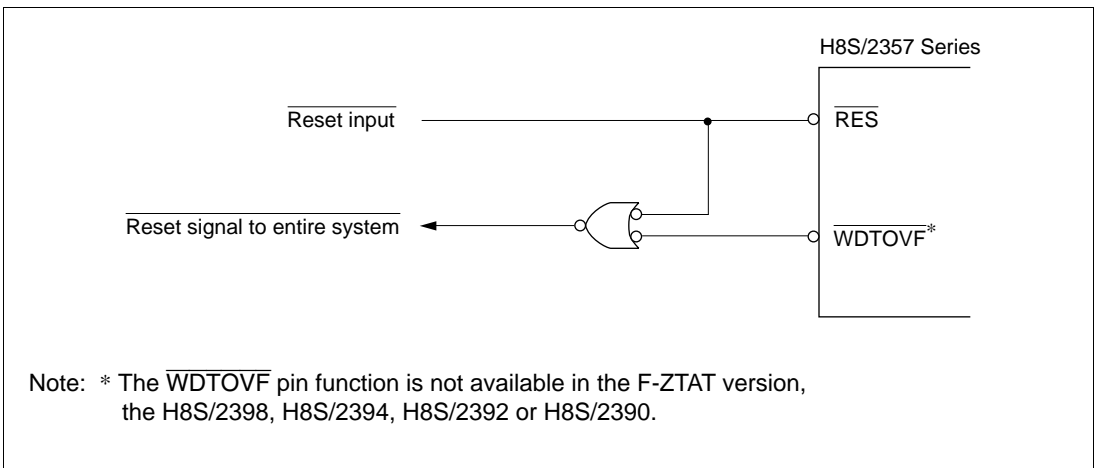 H8S/2357 Series
Reset input
RES
Reset signal to entire system
WDTOVF*
Note: * The WDTOVF pin function is not available in the F-ZTAT version,
the H8S/2398, H8S/2394, H8S/2392 or H8S/2390.